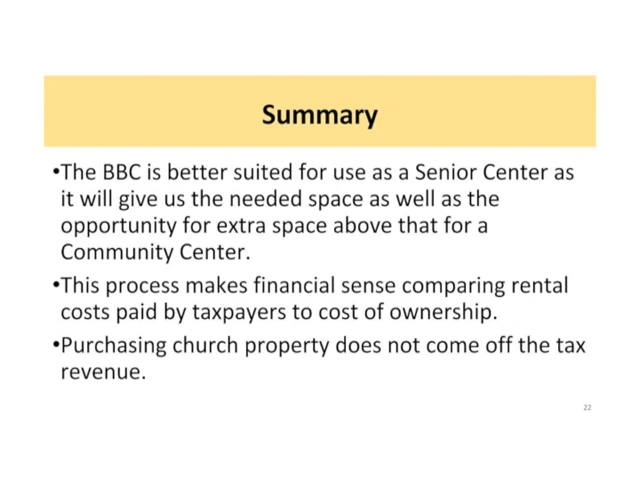 Summary
•The BBC is better suited for use as a Senior Center as
it will give us the needed space as well as the
opportunity for extra space above that for a
Community Center.
•This process makes financial sense comparing rental
costs paid by taxpayers to cost of ownership.
•Purchasing church property does not come off the tax
revenue.
22